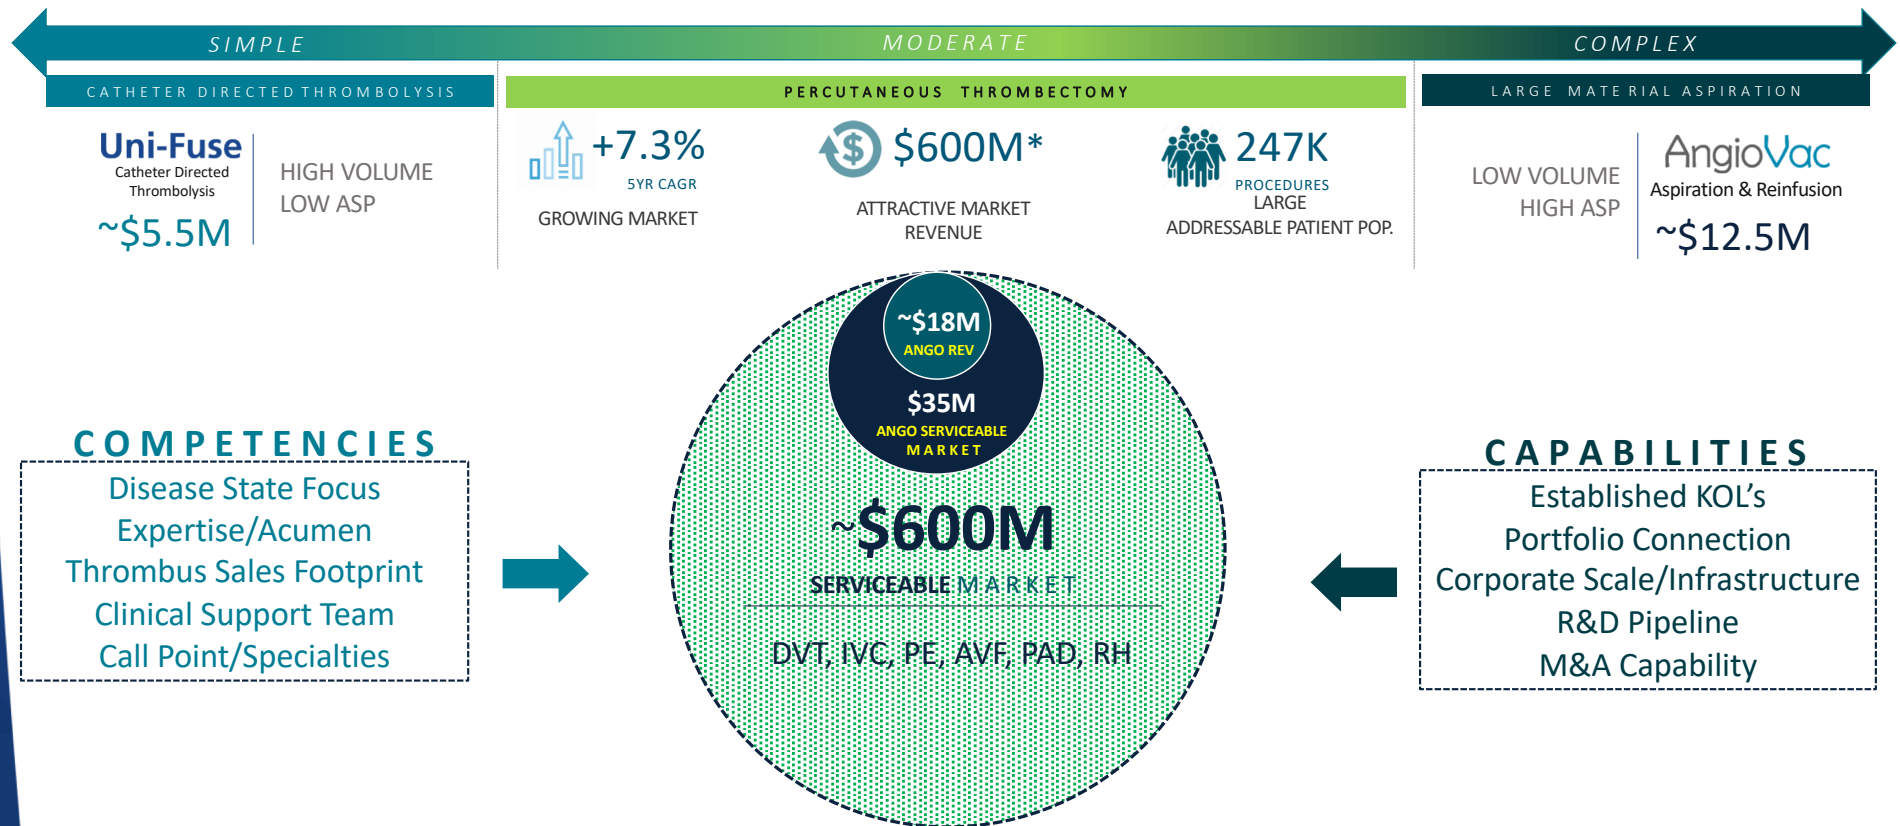 SIMPLE
MODERATE
COMPLEX
CATHETER DIRECTED THROMBOLYSIS
PERCUTANEOUS THROMBECTOMY
LARGE MATERIAL ASPIRATION
Uni-Fuse
Catheter Directed
Thrombolysis
~$5.5M
HIGH VOLUME
LOW ASP
+7.3%
5YR CAGR
GROWING MARKET
$600M*
ATTRACTIVE MARKET
REVENUE
247K
PROCEDURES
LARGE
ADDRESSABLE PATIENT POP.
LOW VOLUME
HIGH ASP
AngioVac
Aspiration & Reinfusion
~$12.5M
~$18M
ANGO REV
$35M
ANGO SERVICEABLE
MARKET
~$600M
SERVICEABLE MARKET
DVT, IVC, PE, AVF, PAD, RH
COMPETENCIES
Disease State Focus
Expertise/Acumen
Thrombus Sales Footprint
Clinical Support Team
Call Point/Specialties
CAPABILITIES
Established KOL's
Portfolio Connection
Corporate Scale/Infrastructure
R&D Pipeline
M&A Capability